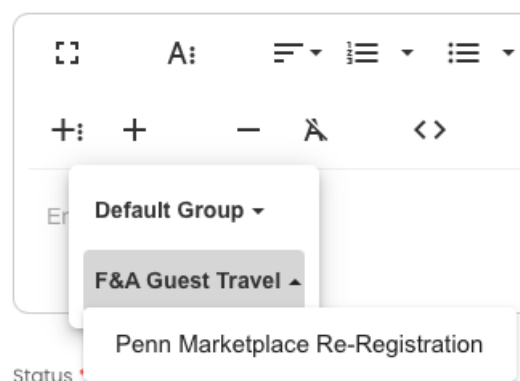 Default Group
F&A Guest Travel
Penn Marketplace Re-Registration
Status *